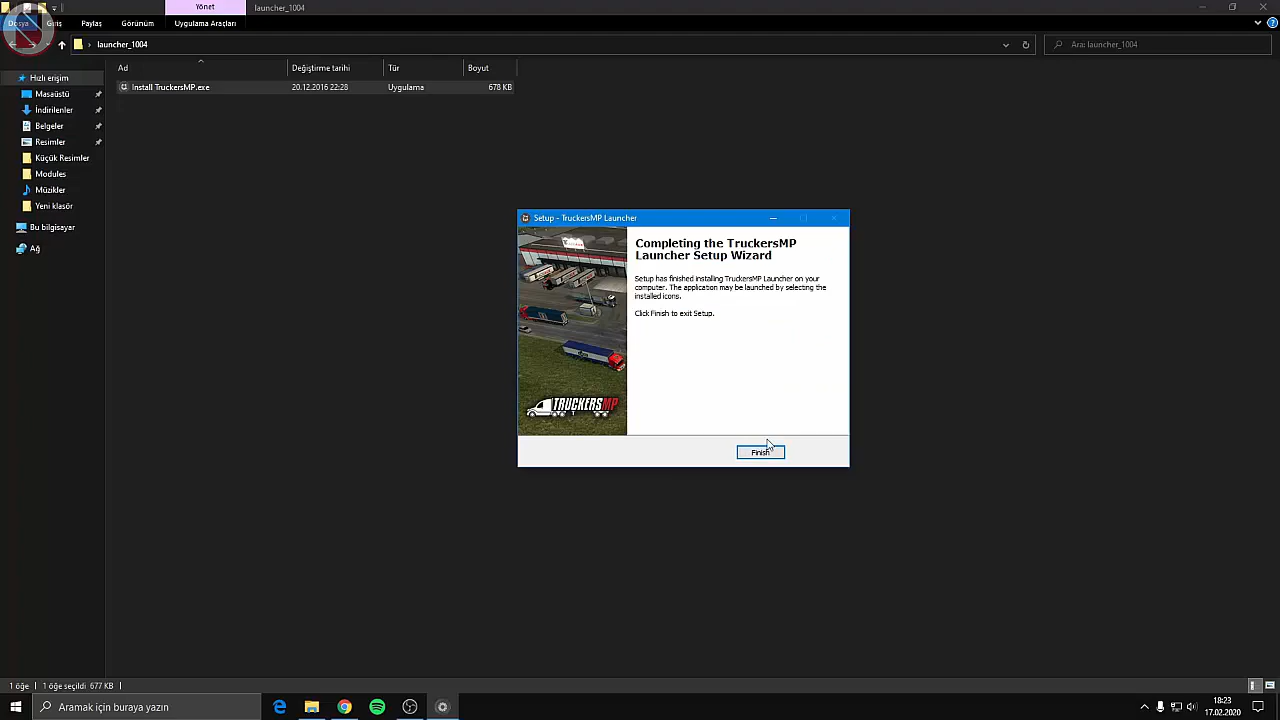 Yönet
launcher_1004
Dosya
Giriş
Paylaş
Görünüm
Uygulama Araçları
launcher_1004
Ara: launcher_1004
Ad
Değiştirme tarihi
Tür
Boyut
Install TruckersMP.exe
20.12.2016 22:28
Uygulama
678 KB
Hızlı erişim
Masaüstü
İndirilenler
Belgeler
Resimler
Küçük Resimler
Modules
Müzikler
Yeni klasör
Bu bilgisayar
Ağ
Setup - TruckersMP Launcher
Completing the TruckersMP
Launcher Setup Wizard
Setup has finished installing TruckersMP Launcher on your
computer. The application may be launched by selecting the
installed icons.
Click Finish to exit Setup.
TRUCKERSMP
Finish
1 öğe
1 öğe seçildi 677 KB
Aramak için buraya yazın
18:23
17.02.2020